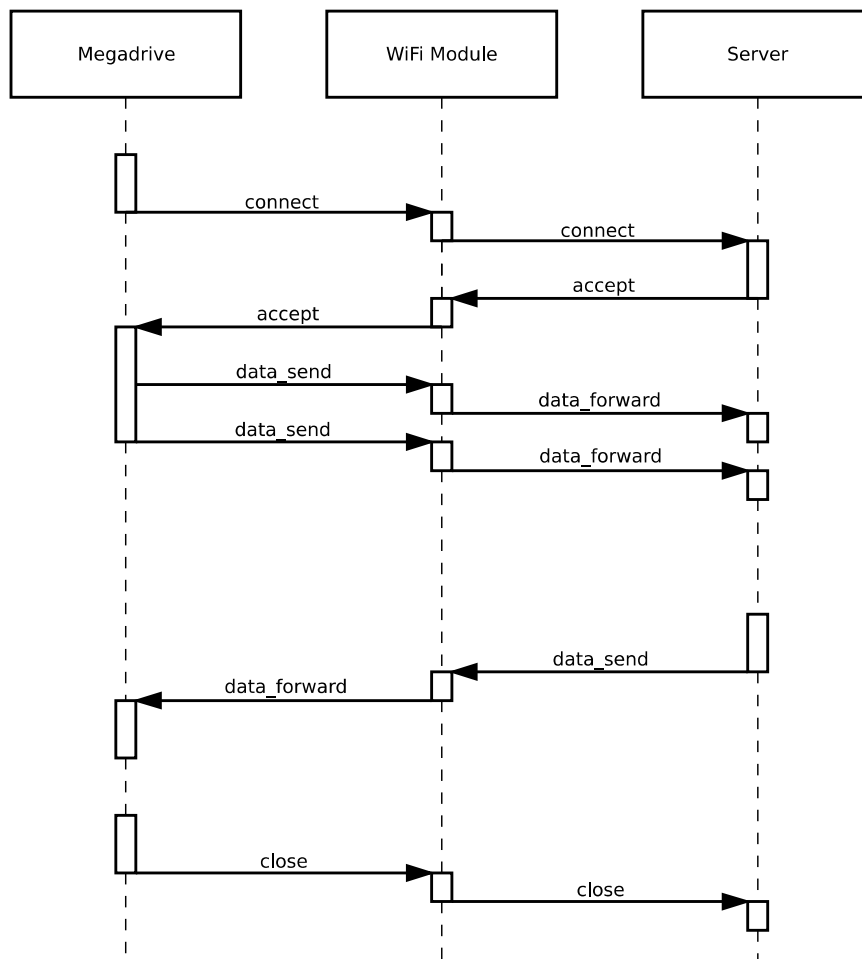 Megadrive
WiFi Module
Server
connect
connect
accept
accept
data_send
data_forward
data_send
data_forward
data_send
data_forward
close
close